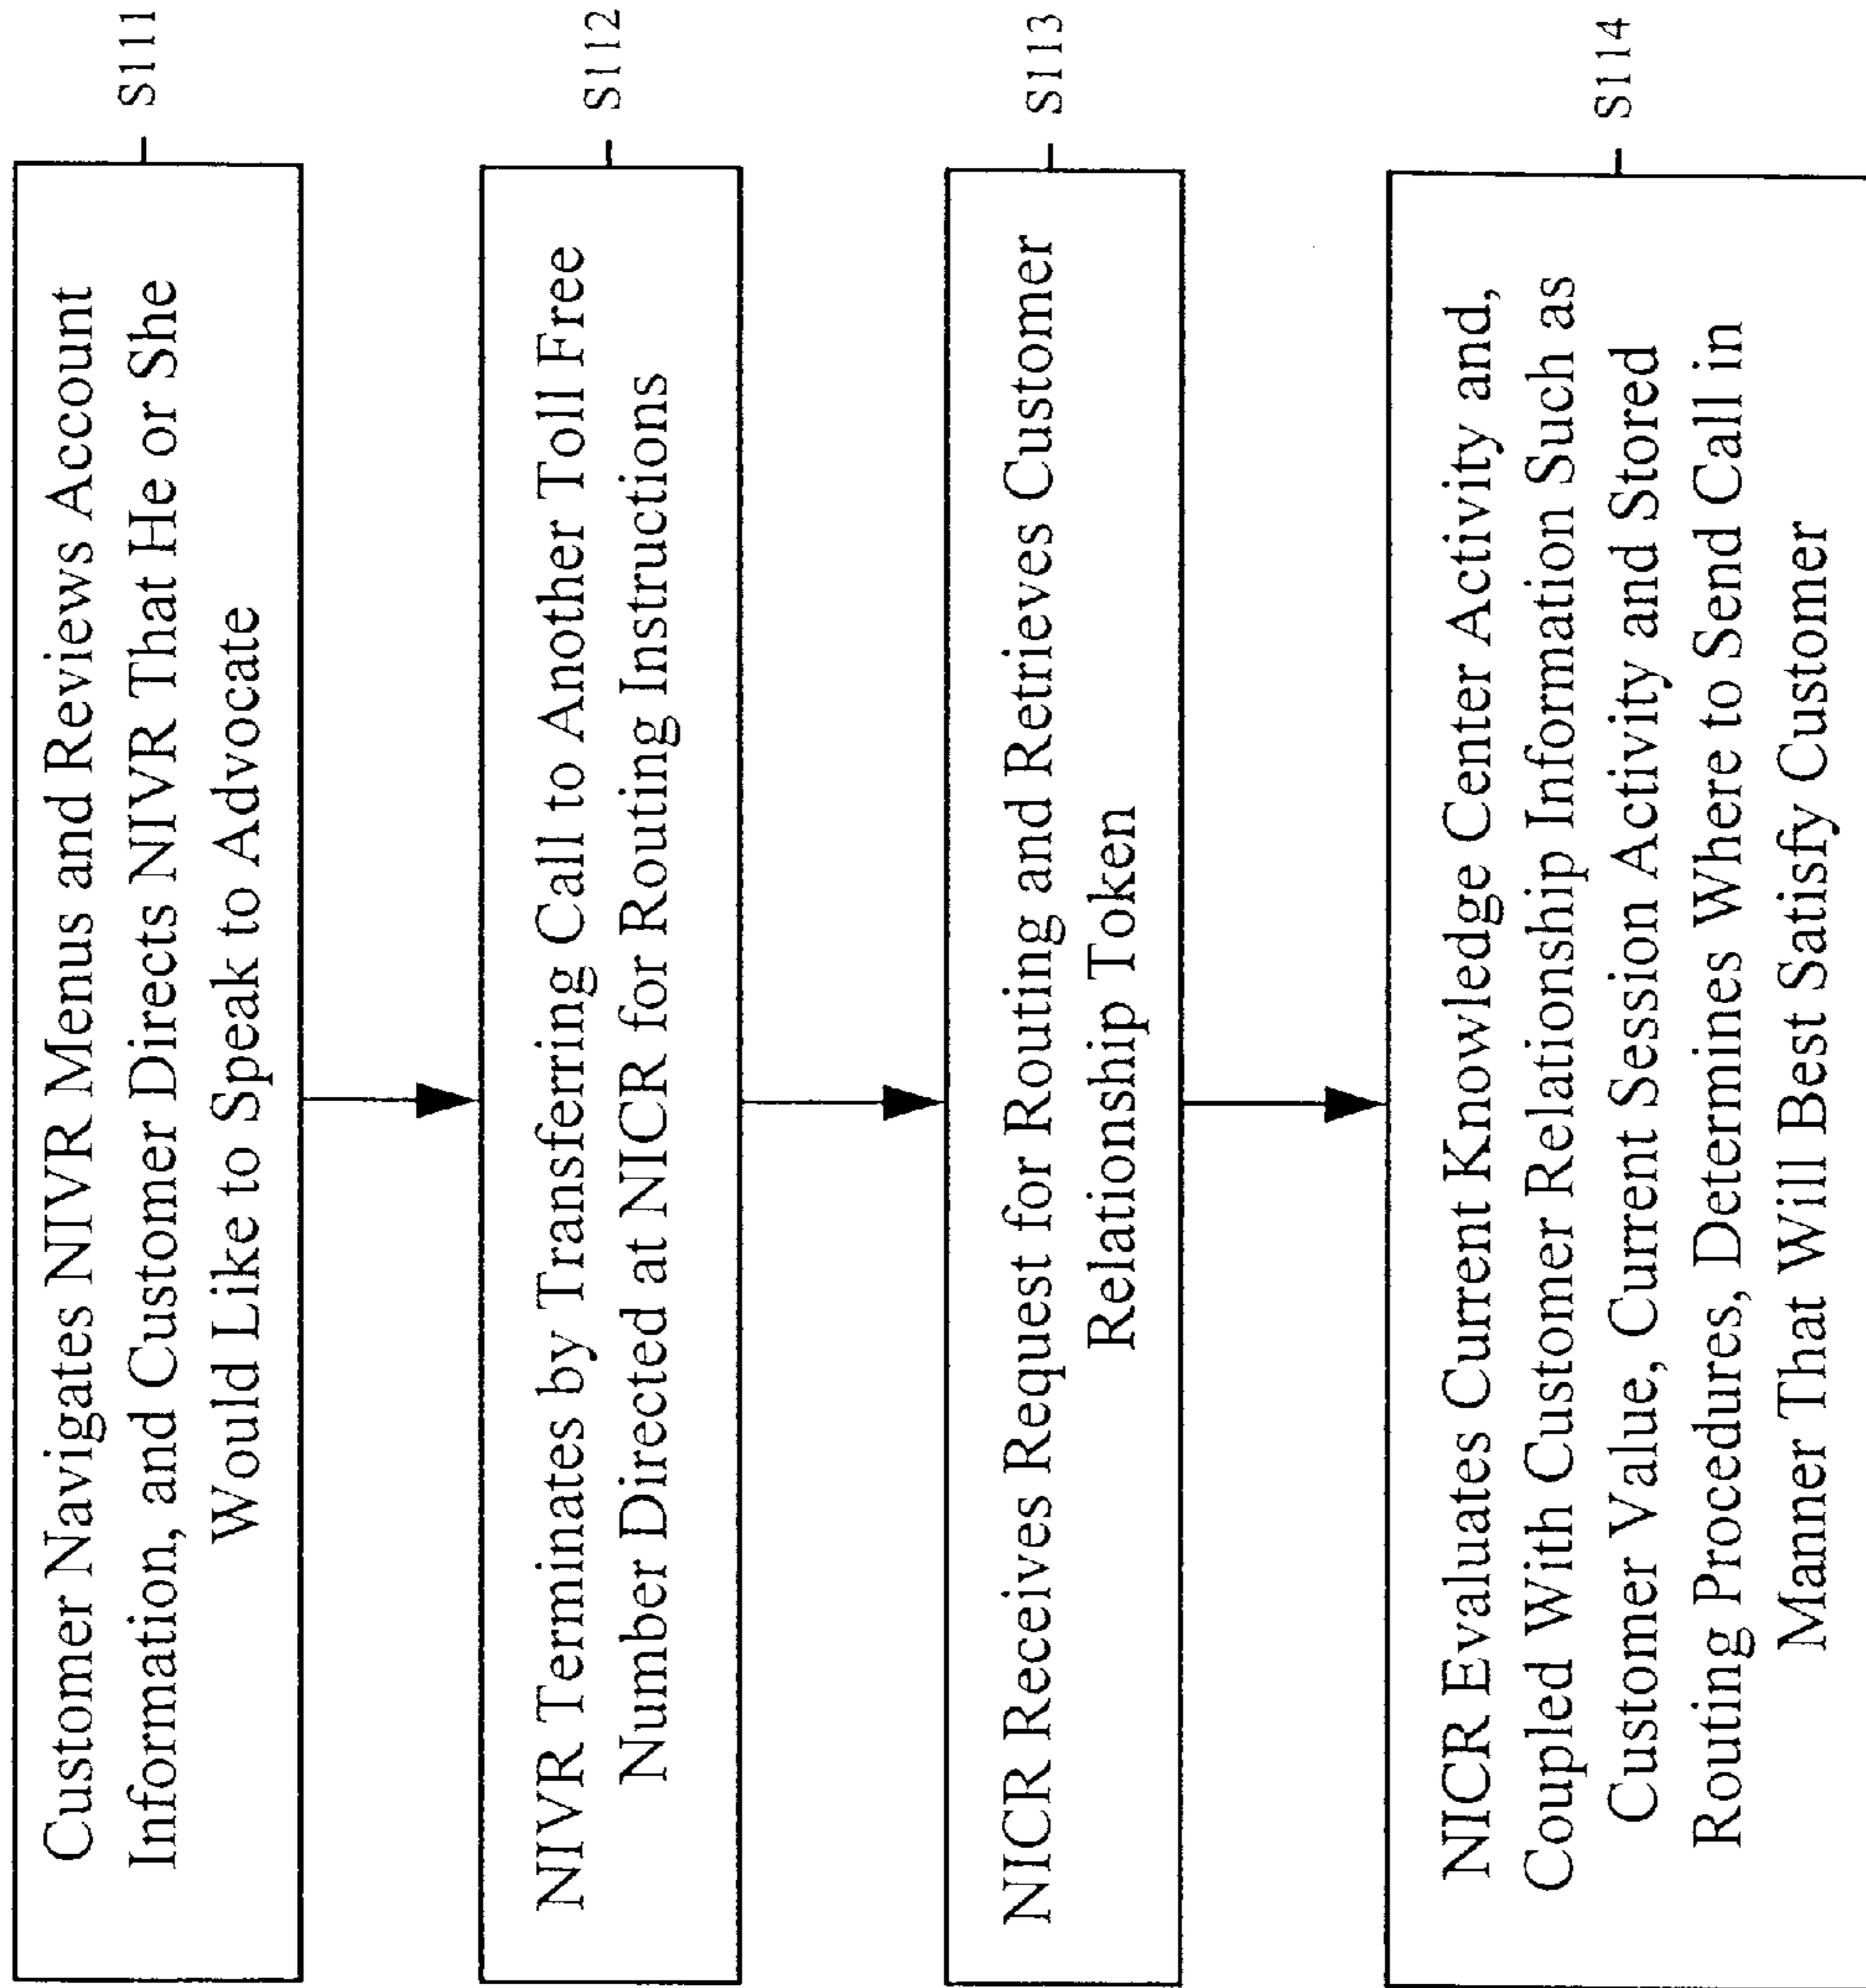 Customer Navigates NIVR Menus and Reviews Account
Information, and Customer Directs NIVR That He or She
Would Like to Speak to Advocate
S111
NIVR Terminates by Transferring Call to Another Toll Free
Number Directed at NICR for Routing Instructions
S112
NICR Receives Request for Routing and Retrieves Customer
Relationship Token
S113
NICR Evaluates Current Knowledge Center Activity and,
Coupled With Customer Relationship Information Such as
Customer Value, Current Session Activity and Stored
Routing Procedures, Determines Where to Send Call in
Manner That Will Best Satisfy Customer
S114